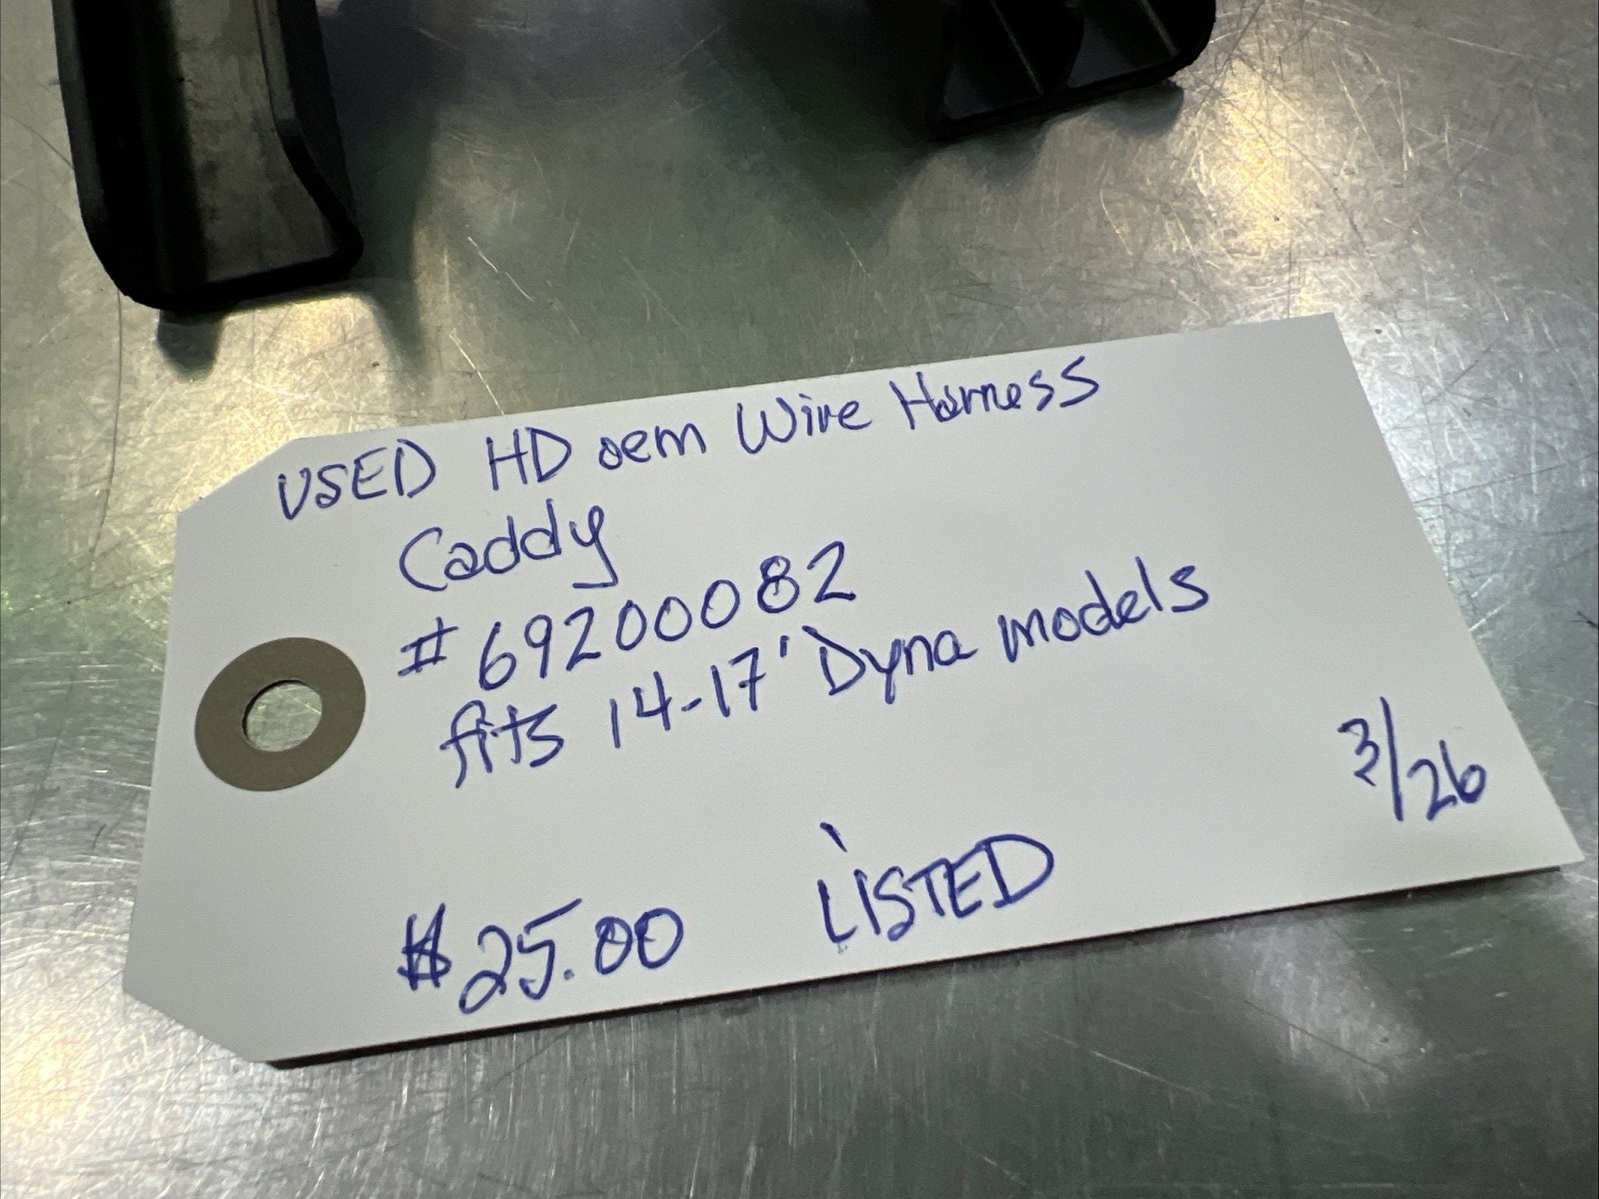 USED HD oem Wire Harness
Caddy
# 69200082
fits 14-17' Dyna models
3/26
$25.00 LISTED